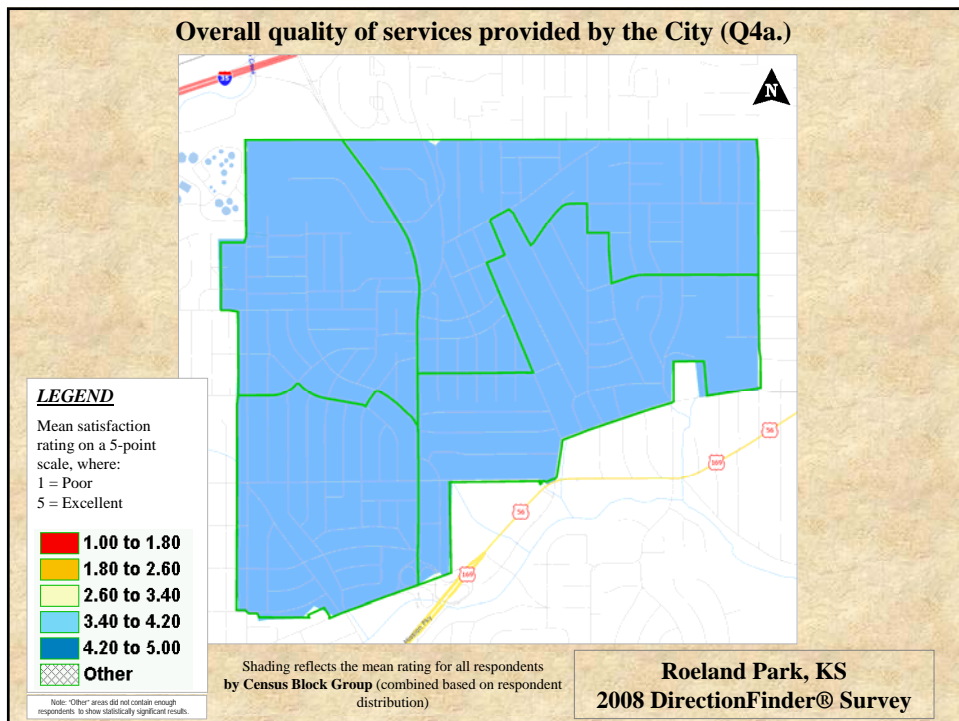 Overall quality of services provided by the City (Q4a.)
35
Creek
N
LEGEND
Mean satisfaction
rating on a 5-point
scale, where:
1 = Poor
5 = Excellent
1.00 to 1.80
1.80 to 2.60
2.60 to 3.40
3.40 to 4.20
4.20 to 5.00
Other
Note: "Other" areas did not contain enough
respondents to show statistically significant results.
56
169
56
169
Pky
Shading reflects the mean rating for all respondents
by Census Block Group (combined based on respondent
distribution)
Roeland Park, KS
2008 DirectionFinder® Survey